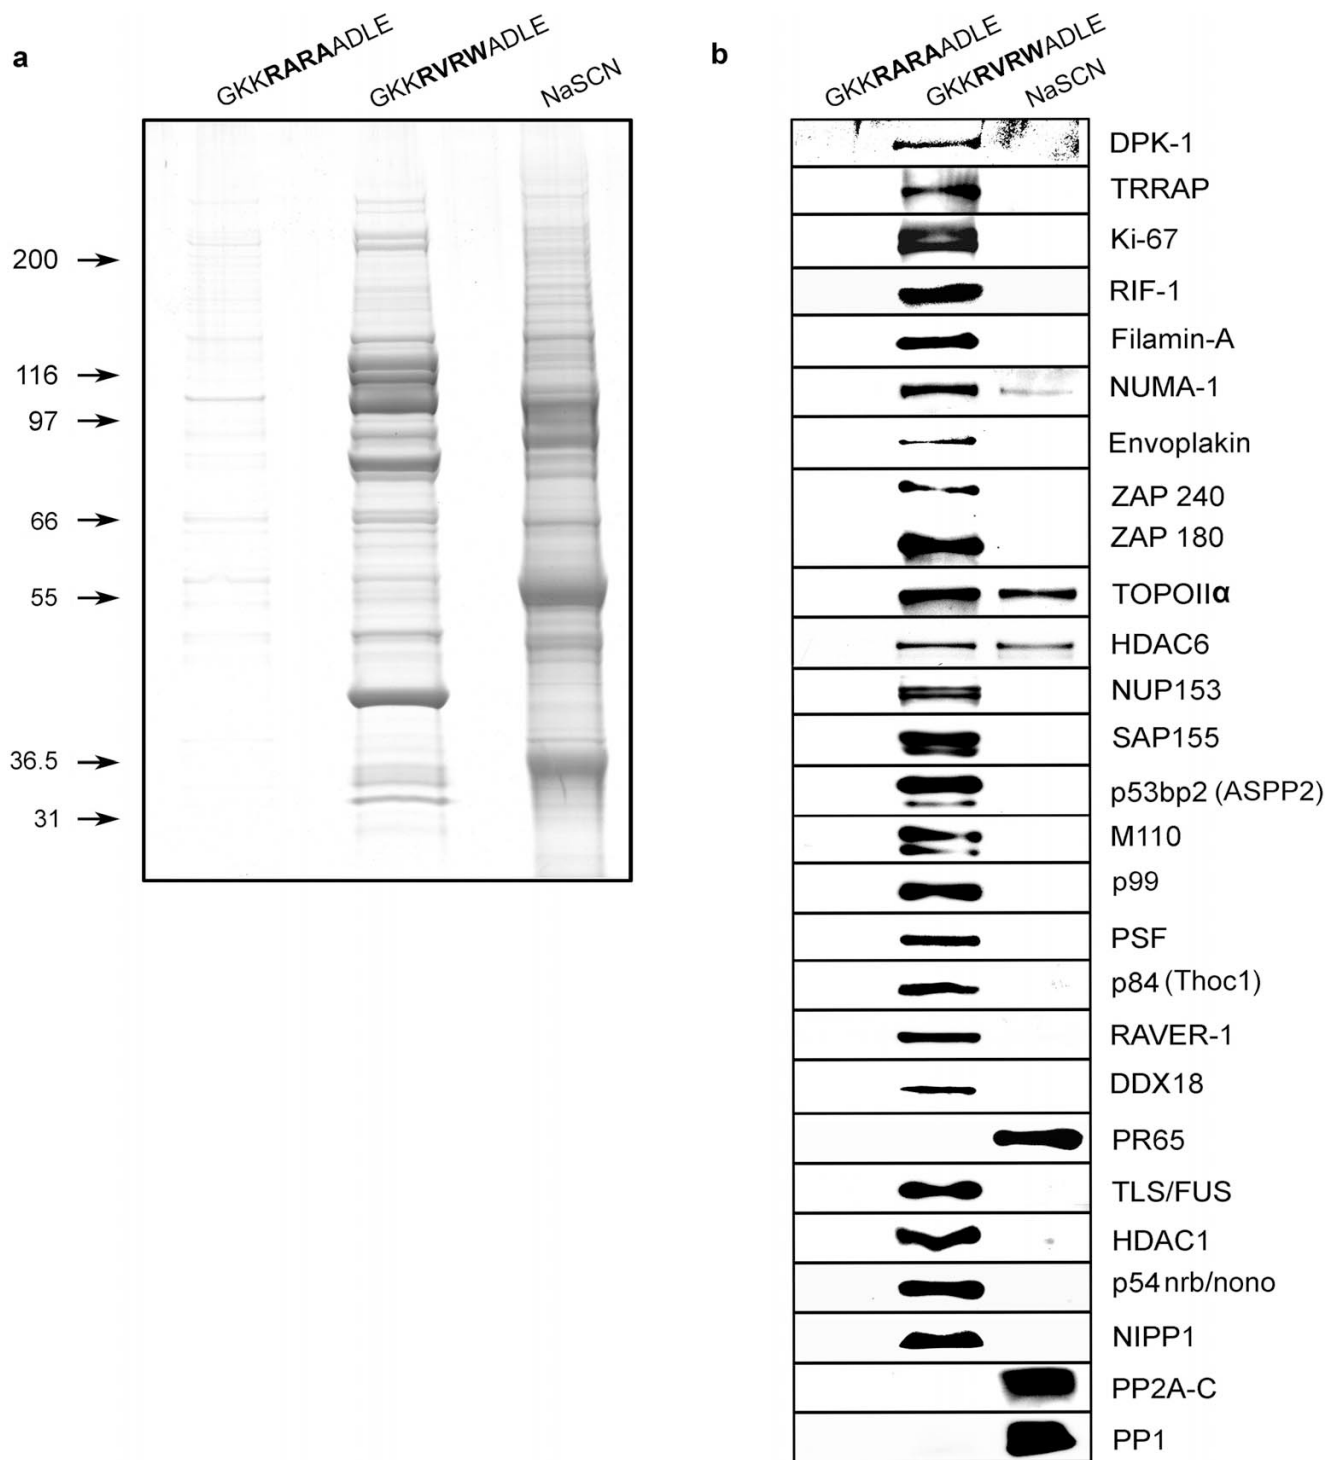 a
GKKRARAADLE
GKKRVRWADLE
NaSCN
200
116
97
66
55
36.5
31
b
GKKRARAADLE
GKKRVRWADLE
NaSCN
DPK-1
TRRAP
Ki-67
RIF-1
Filamin-A
NUMA-1
Envoplakin
ZAP 240
ZAP 180
TOPOIIα
HDAC6
NUP153
SAP155
p53bp2 (ASPP2)
M110
p99
PSF
p84 (Thoc1)
RAVER-1
DDX18
PR65
TLS/FUS
HDAC1
p54 nrb/nono
NIPP1
PP2A-C
PP1